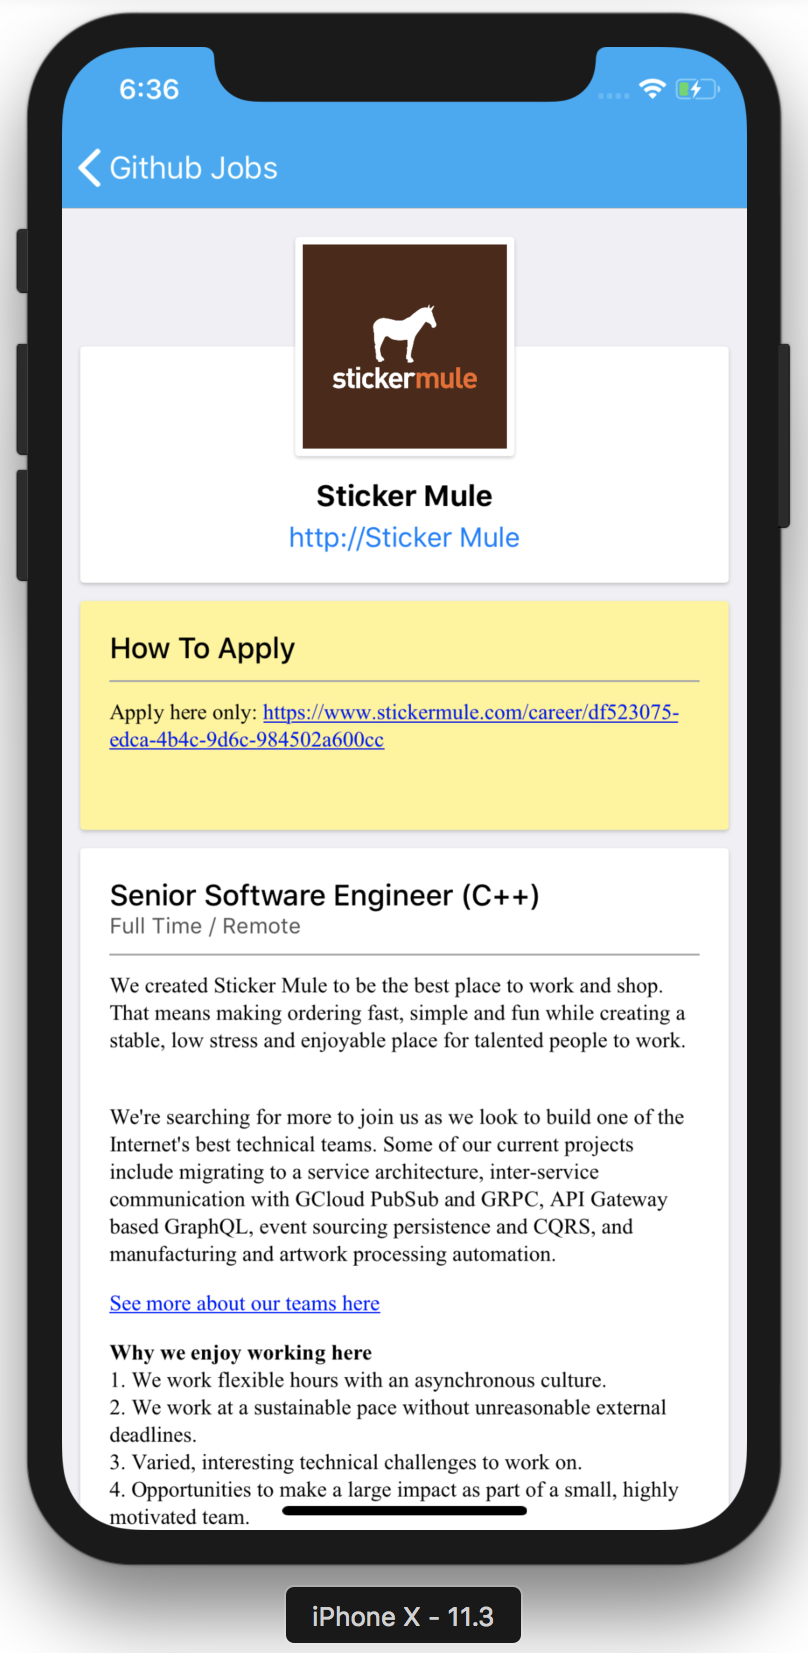 6:36
Github Jobs
stickermule
Sticker Mule
http://Sticker Mule
How To Apply
Apply here only: https://www.stickermule.com/career/df523075-
edca-4b4c-9d6c-984502a600cc
Senior Software Engineer (C++)
Full Time / Remote
We created Sticker Mule to be the best place to work and shop.
That means making ordering fast, simple and fun while creating a
stable, low stress and enjoyable place for talented people to work.
We're searching for more to join us as we look to build one of the
Internet's best technical teams. Some of our current projects
include migrating to a service architecture, inter-service
communication with GCloud PubSub and GRPC, API Gateway
based GraphQL, event sourcing persistence and CQRS, and
manufacturing and artwork processing automation.
See more about our teams here
Why we enjoy working here
1. We work flexible hours with an asynchronous culture.
2. We work at a sustainable pace without unreasonable external
deadlines.
3. Varied, interesting technical challenges to work on.
4. Opportunities to make a large impact as part of a small, highly
motivated team.
iPhone X - 11.3